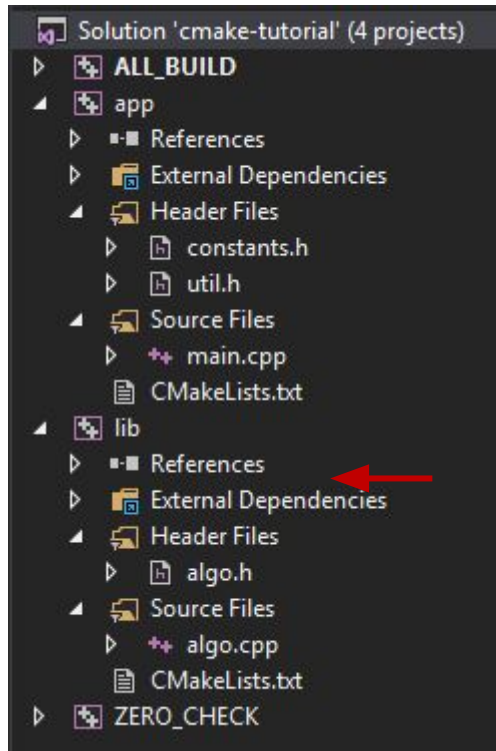 Solution 'cmake-tutorial' (4 projects)
ALL_BUILD
app
References
External Dependencies
Header Files
constants.h
util.h
Source Files
main.cpp
CMakeLists.txt
lib
References
External Dependencies
Header Files
algo.h
Source Files
algo.cpp
CMakeLists.txt
ZERO_CHECK